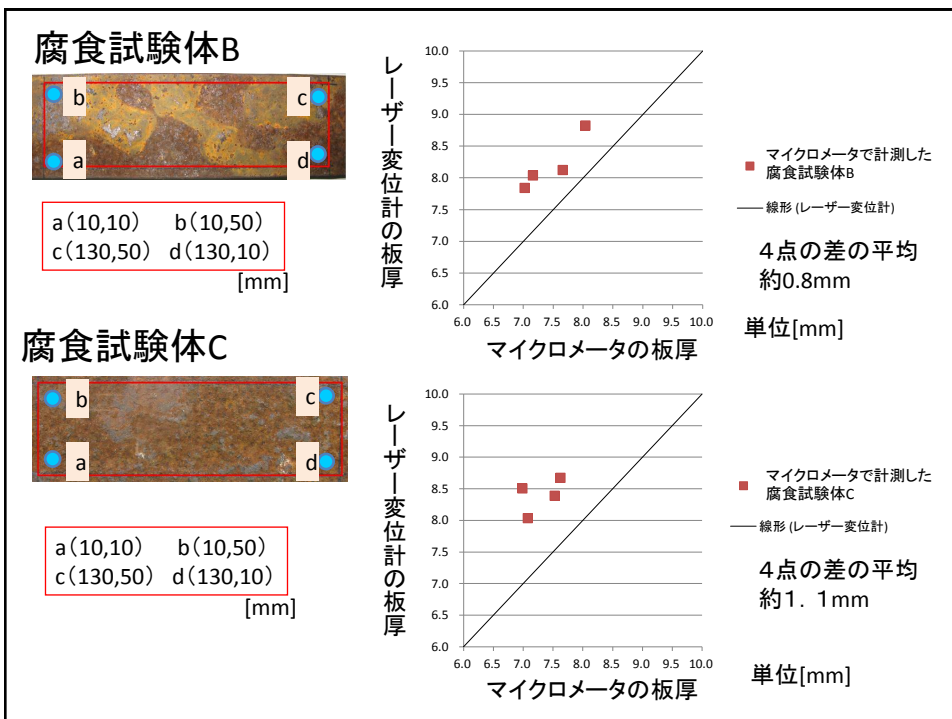 腐食試験体B
b
c
a
d
a(10,10) b(10,50)
c(130,50) d(130,10)
[mm]
レーザー変位計の板厚
10.0
9.5
9.0
8.5
8.0
7.5
7.0
6.5
6.0
6.0 6.5 7.0 7.5 8.0 8.5 9.0 9.5 10.0
マイクロメータの板厚
マイクロメータで計測した
腐食試験体B
線形 (レーザー変位計)
4点の差の平均
約0.8mm
単位[mm]
腐食試験体C
b
c
a
d
a(10,10) b(10,50)
c(130,50) d(130,10)
[mm]
レーザー変位計の板厚
10.0
9.5
9.0
8.5
8.0
7.5
7.0
6.5
6.0
6.0 6.5 7.0 7.5 8.0 8.5 9.0 9.5 10.0
マイクロメータの板厚
マイクロメータで計測した
腐食試験体C
線形 (レーザー変位計)
4点の差の平均
約1.1mm
単位[mm]